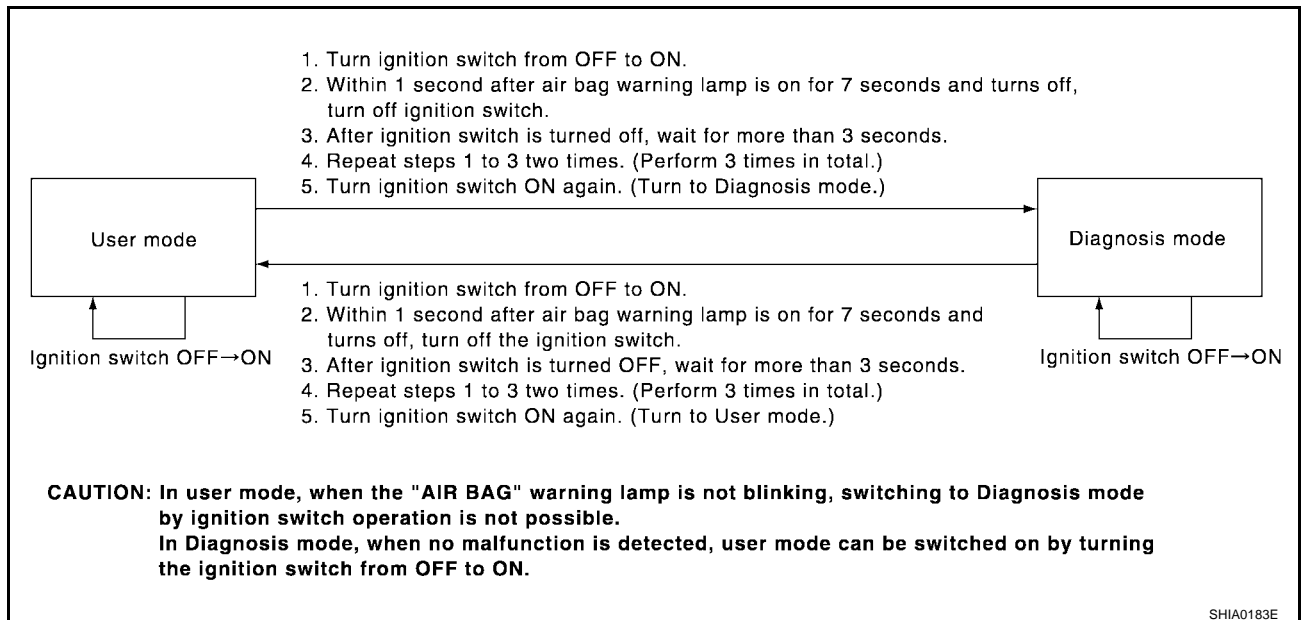 1. Turn ignition switch from OFF to ON.
2. Within 1 second after air bag warning lamp is on for 7 seconds and turns off,
turn off ignition switch.
3. After ignition switch is turned off, wait for more than 3 seconds.
4. Repeat steps 1 to 3 two times. (Perform 3 times in total.)
5. Turn ignition switch ON again. (Turn to Diagnosis mode.)
User mode
Diagnosis mode
1. Turn ignition switch from OFF to ON.
2. Within 1 second after air bag warning lamp is on for 7 seconds and
turns off, turn off the ignition switch.
3. After ignition switch is turned OFF, wait for more than 3 seconds.
4. Repeat steps 1 to 3 two times. (Perform 3 times in total.)
5. Turn ignition switch ON again. (Turn to User mode.)
Ignition switch OFF→ON
Ignition switch OFF→ON
CAUTION: In user mode, when the "AIR BAG" warning lamp is not blinking, switching to Diagnosis mode
by ignition switch operation is not possible.
In Diagnosis mode, when no malfunction is detected, user mode can be switched on by turning
the ignition switch from OFF to ON.
SHIA0183E